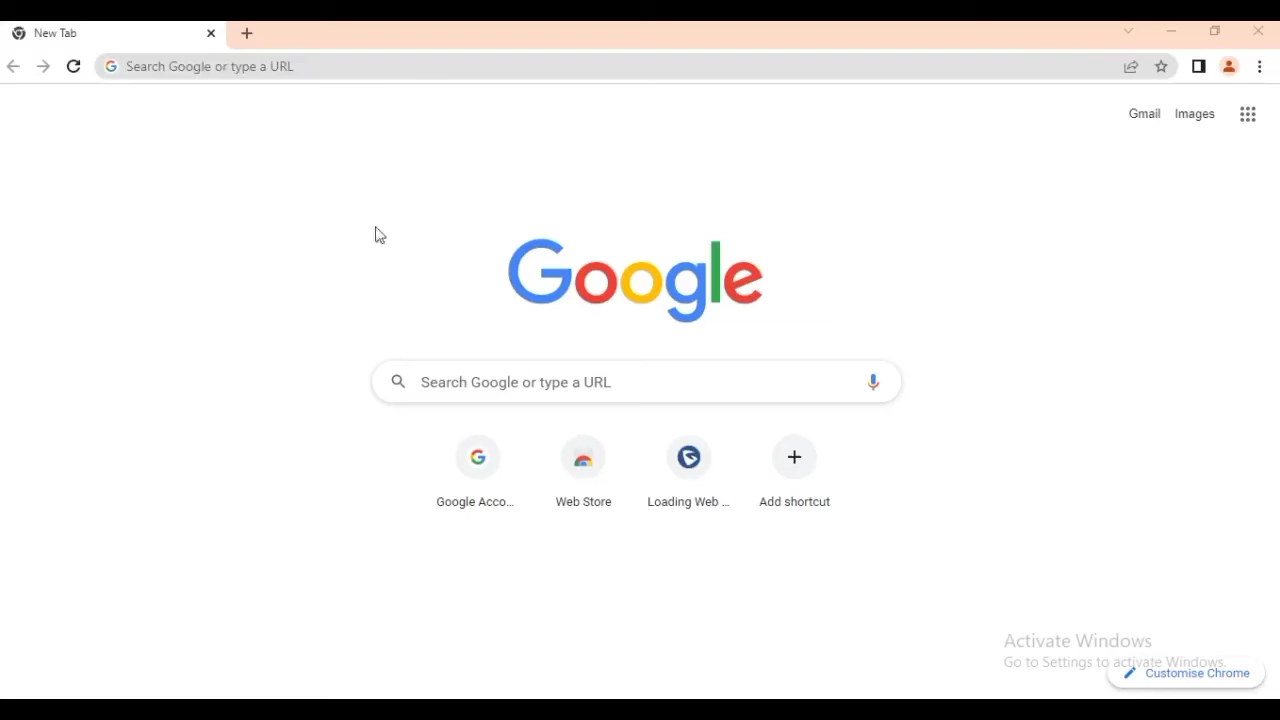 New Tab
Search Google or type a URL
Gmail Images
Google
Search Google or type a URL
Google Acco... Web Store Loading Web ... Add shortcut
Activate Windows
Go to Settings to activate Windows.
Customise Chrome